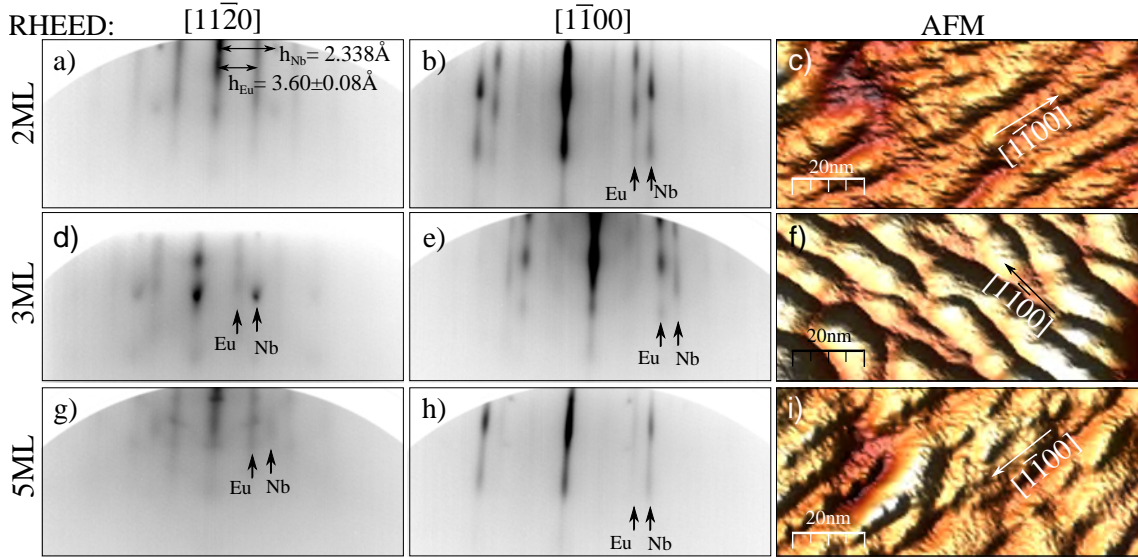 RHEED: [112̅0] [11̅00] AFM
2ML
a)
h_Nb= 2.338Å
h_Eu= 3.60±0.08Å
b)
Eu Nb
c)
[11̅00]
20nm
3ML
d)
Eu Nb
e)
Eu Nb
f)
[11̅00]
20nm
5ML
g)
Eu Nb
h)
Eu Nb
i)
[11̅00]
20nm